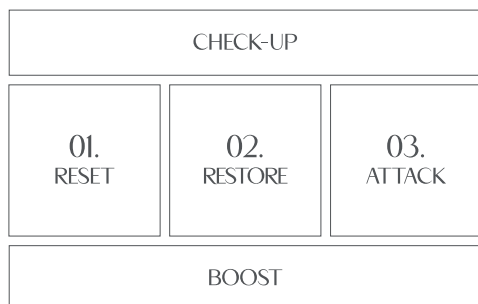 CHECK-UP
01.
RESET
02.
RESTORE
03.
ATTACK
BOOST